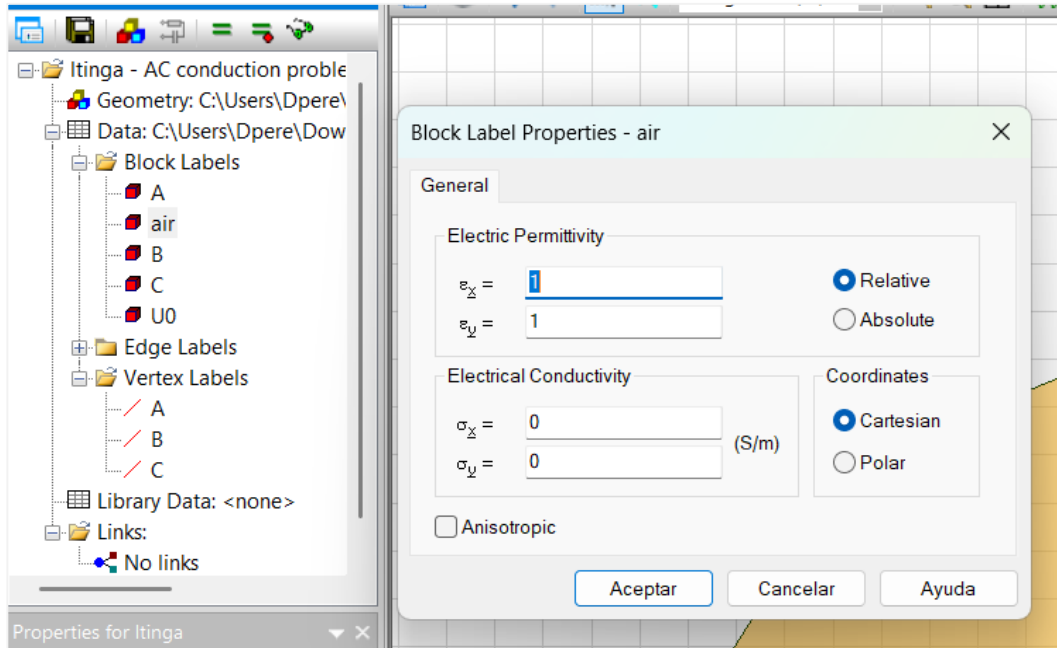 Itinga - AC conduction proble
Geometry: C:\Users\Dpere\
Data: C:\Users\Dpere\Dow
Block Labels
A
air
B
C
U0
Edge Labels
Vertex Labels
A
B
C
Library Data: <none>
Links:
No links
Properties for Itinga
Block Label Properties - air
General
Electric Permittivity
εx = 1
εy = 1
Relative
Absolute
Electrical Conductivity
σx = 0
σy = 0
(S/m)
Coordinates
Cartesian
Polar
Anisotropic
Aceptar
Cancelar
Ayuda